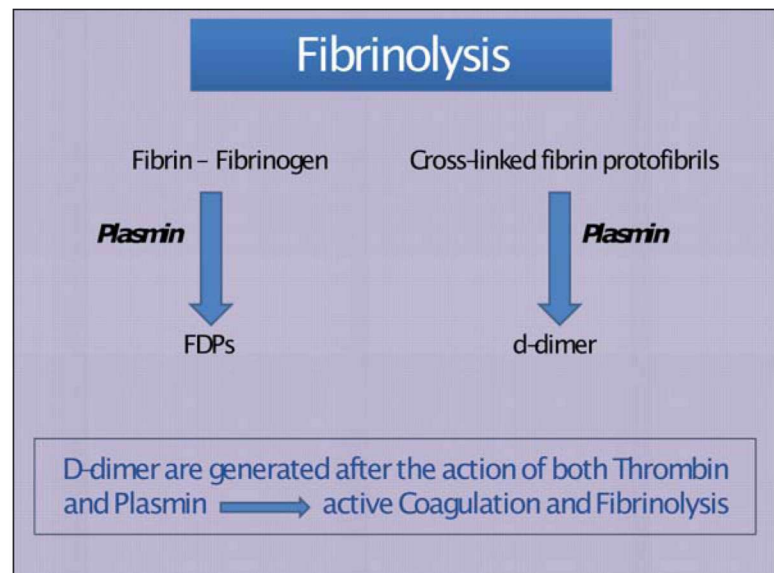 Fibrinolysis
Fibrin – Fibrinogen
Cross-linked fibrin protofibrils
Plasmin
Plasmin
FDPs
d-dimer
D-dimer are generated after the action of both Thrombin
and Plasmin active Coagulation and Fibrinolysis